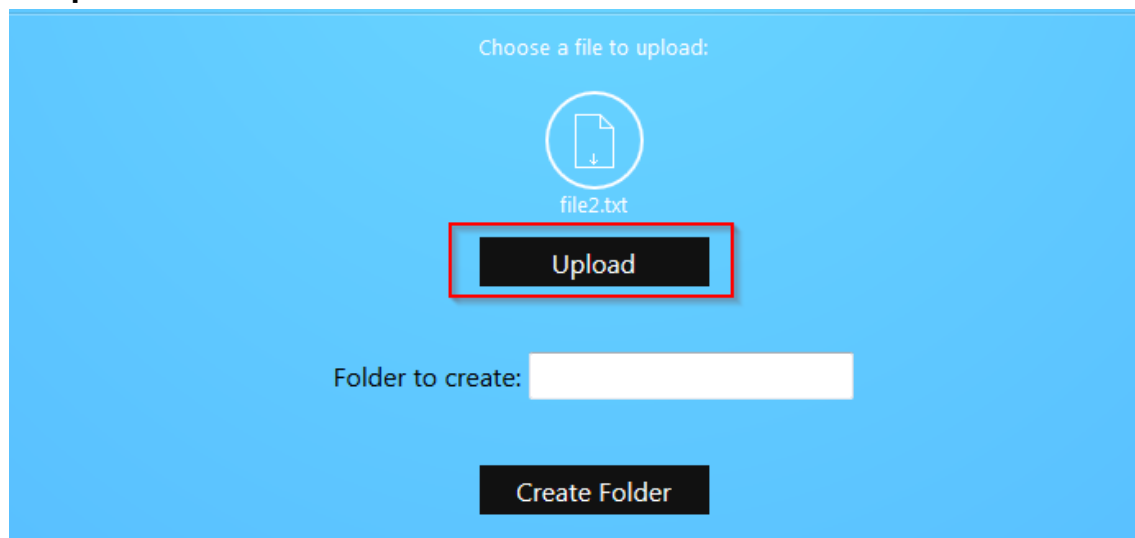 Choose a file to upload:
file2.txt
Upload
Folder to create:
Create Folder